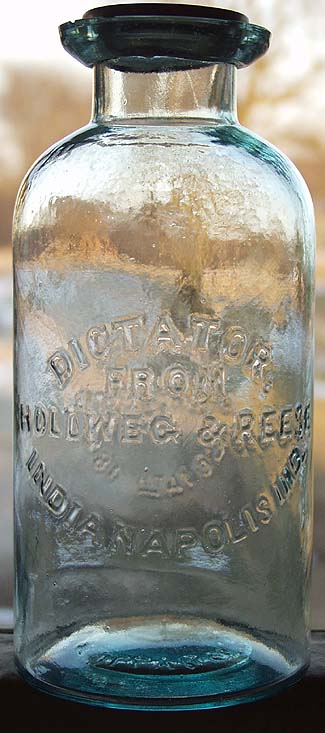 DICTATOR
FROM
HOLLWEG & REESE
INDIANAPOLIS IND.